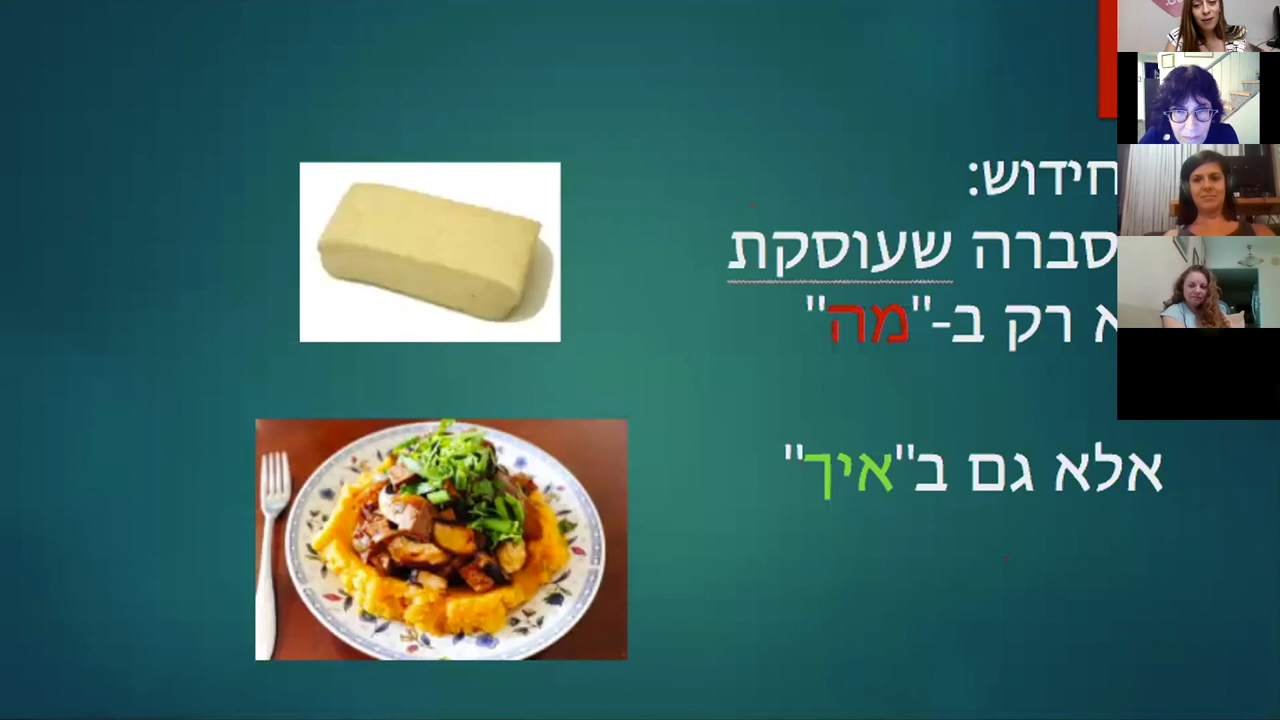 חידוש:
סברה שעוסקת
א רק ב-"מה"
אלא גם ב"איך"